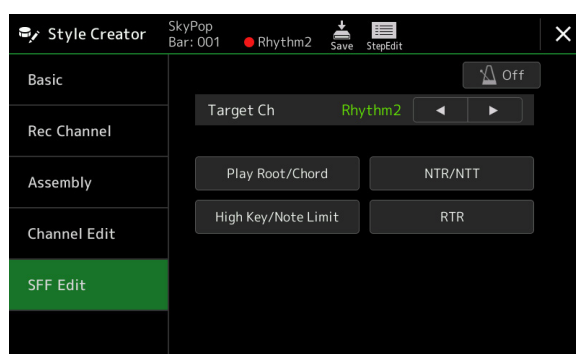 Style Creator
SkyPop
Bar: 001 Rhythm2 Save StepEdit
Basic
Off
Target Ch Rhythm2
Rec Channel
Assembly
Play Root/Chord NTR/NTT
High Key/Note Limit RTR
Channel Edit
SFF Edit